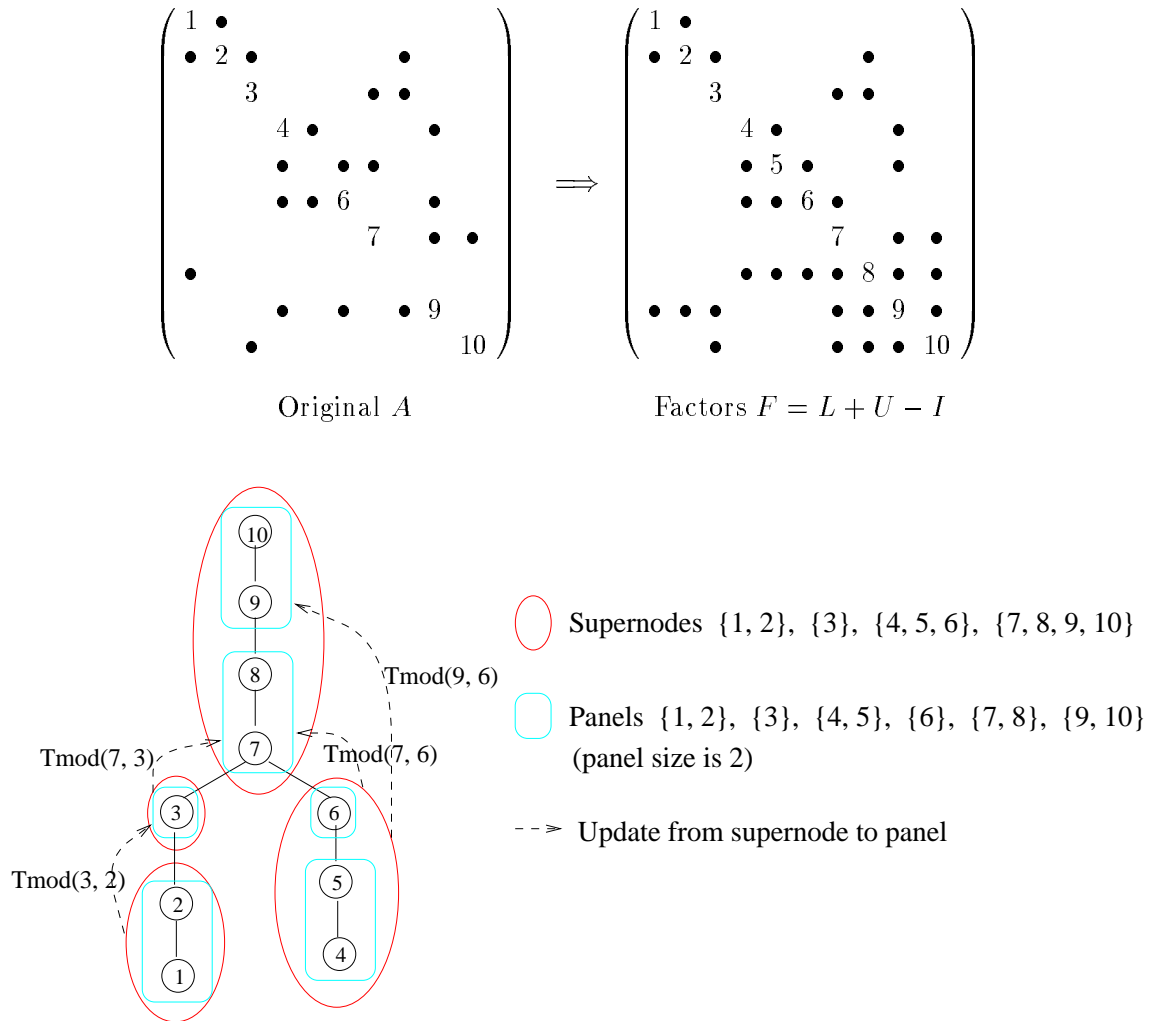 1 • 1 •
• 2 • • • 2 • •
3 • • 3 • •
4 • • 4 • •
• • • • 5 • •
• • 6 • ⟹ • • 6 •
7 • • 7 • •
• • • • • 8 • •
• • • 9 • • • • • 9 •
• 10 • • • • 10
Original A Factors F = L + U − I
10
9
8
7
3
6
2
5
1
4
Tmod(9, 6)
Tmod(7, 3)
Tmod(7, 6)
Tmod(3, 2)
Supernodes {1, 2}, {3}, {4, 5, 6}, {7, 8, 9, 10}
Panels {1, 2}, {3}, {4, 5}, {6}, {7, 8}, {9, 10}
(panel size is 2)
Update from supernode to panel